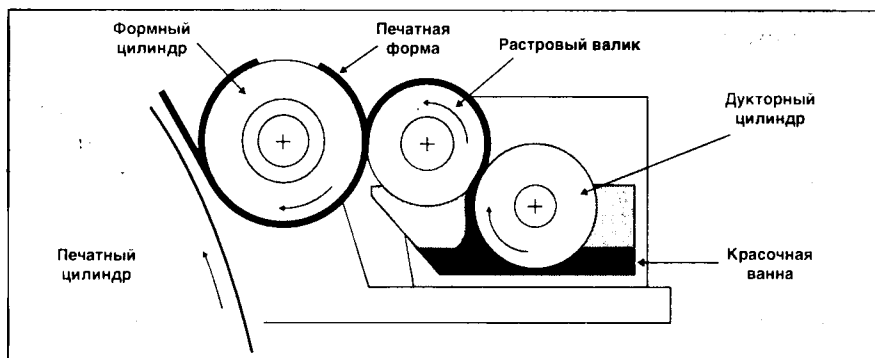 Формный
цилиндр
Печатная
форма
Растровый валик
Дукторный
цилиндр
Печатный
цилиндр
Красочная
ванна